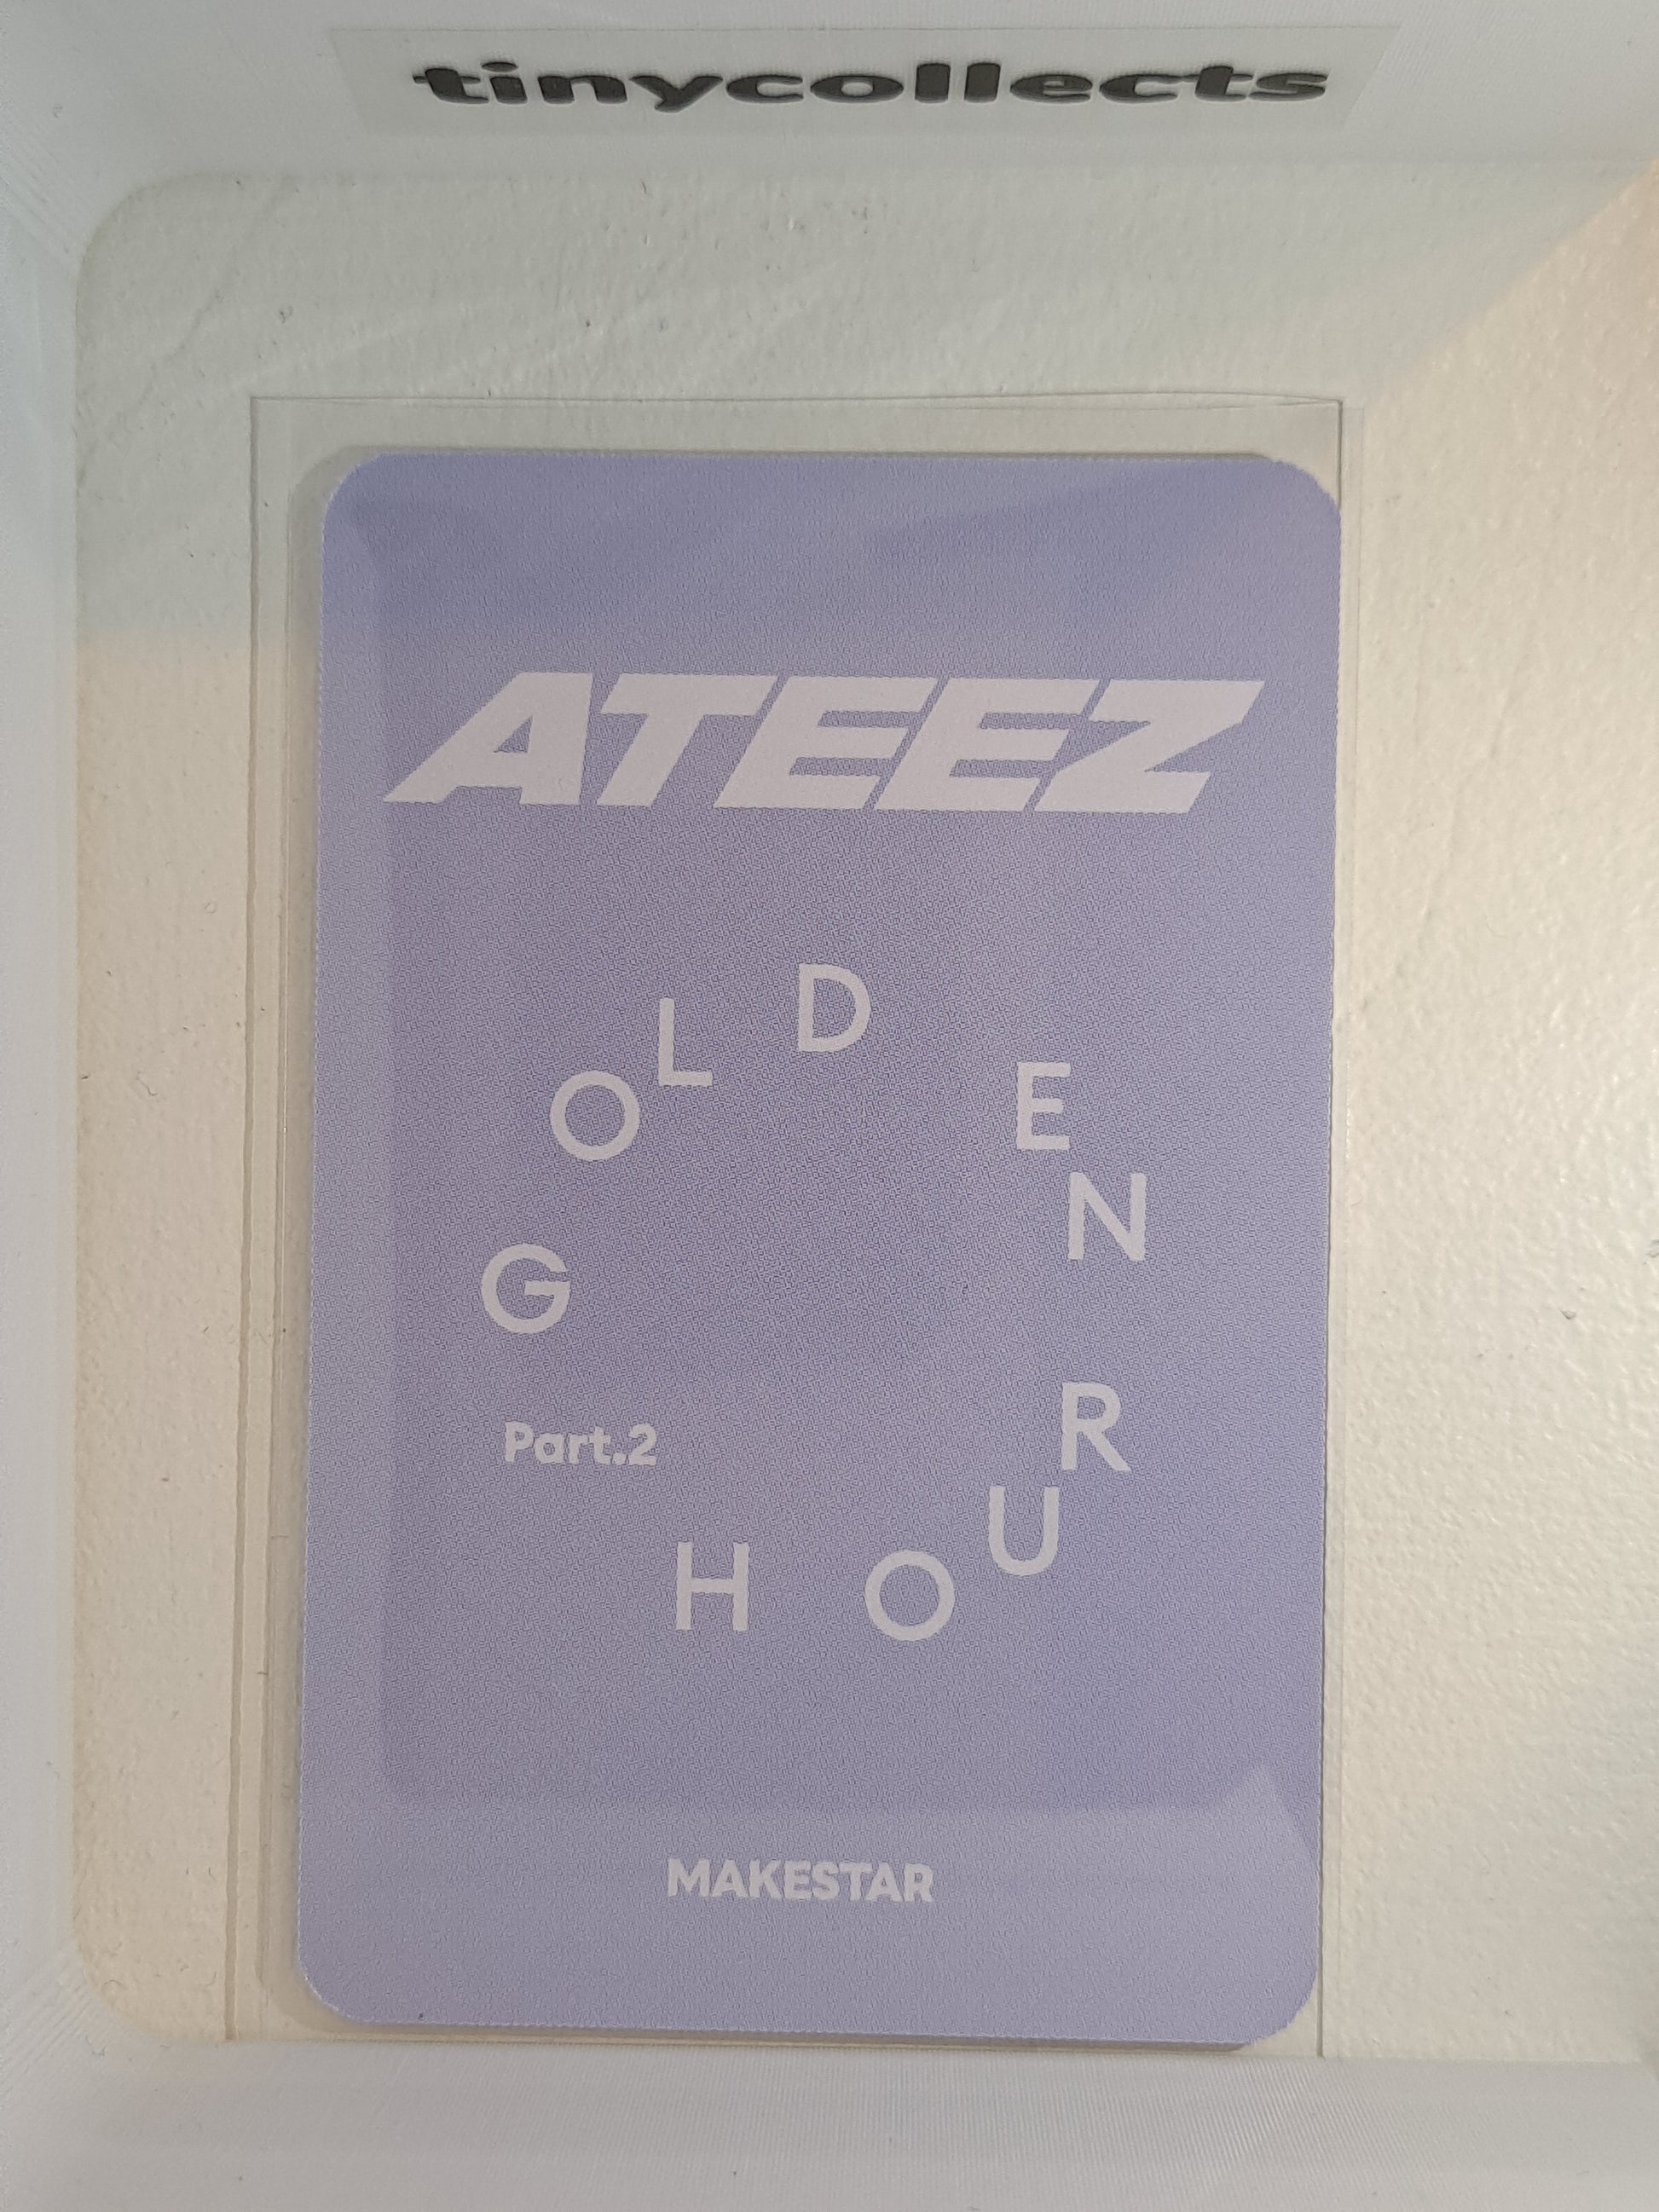 tinycollects
ATEEZ
GOLDEN
HOUR
Part.2
MAKESTAR